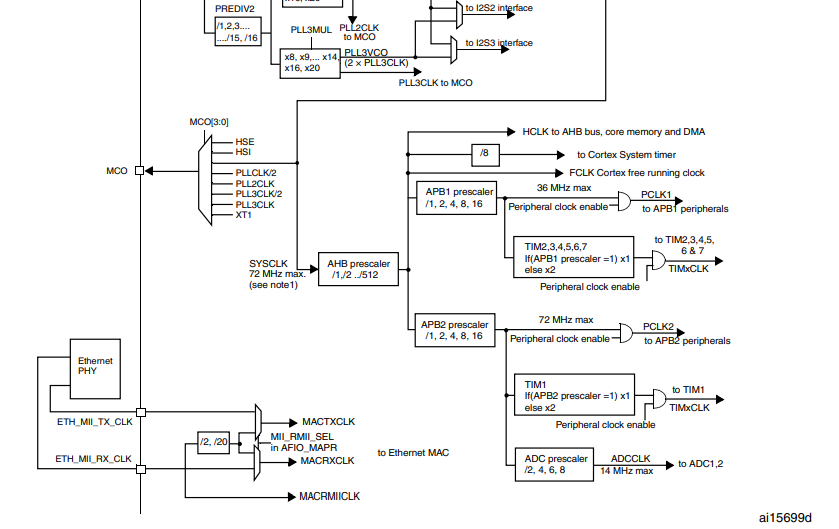 PREDIV2
/1,2,3....
..../15, /16
PLL2CLK
to MCO
to I2S2 interface
PLL3MUL
x8, x9,... x14,
x16, x20
PLL3VCO
(2 × PLL3CLK)
to I2S3 interface
PLL3CLK to MCO
MCO[3:0]
MCO
HSE
HSI
PLLCLK/2
PLL2CLK
PLL3CLK/2
PLL3CLK
XT1
HCLK to AHB bus, core memory and DMA
/8
to Cortex System timer
FCLK Cortex free running clock
APB1 prescaler
/1, 2, 4, 8, 16
36 MHz max
Peripheral clock enable
PCLK1
to APB1 peripherals
TIM2,3,4,5,6,7
If(APB1 prescaler =1) x1
else x2
to TIM2,3,4,5,
6 & 7
TIMxCLK
Peripheral clock enable
SYSCLK
72 MHz max.
(see note1)
AHB prescaler
/1,/2 ../512
APB2 prescaler
/1, 2, 4, 8, 16
72 MHz max
Peripheral clock enable
PCLK2
to APB2 peripherals
TIM1
If(APB2 prescaler =1) x1
else x2
to TIM1
TIMxCLK
Peripheral clock enable
ADC prescaler
/2, 4, 6, 8
ADCCLK
14 MHz max
to ADC1,2
Ethernet
PHY
ETH_MII_TX_CLK
ETH_MII_RX_CLK
/2, /20
MACTXCLK
MII_RMII_SEL
in AFIO_MAPR
MACRXCLK
MACRMIICLK
to Ethernet MAC
ai15699d